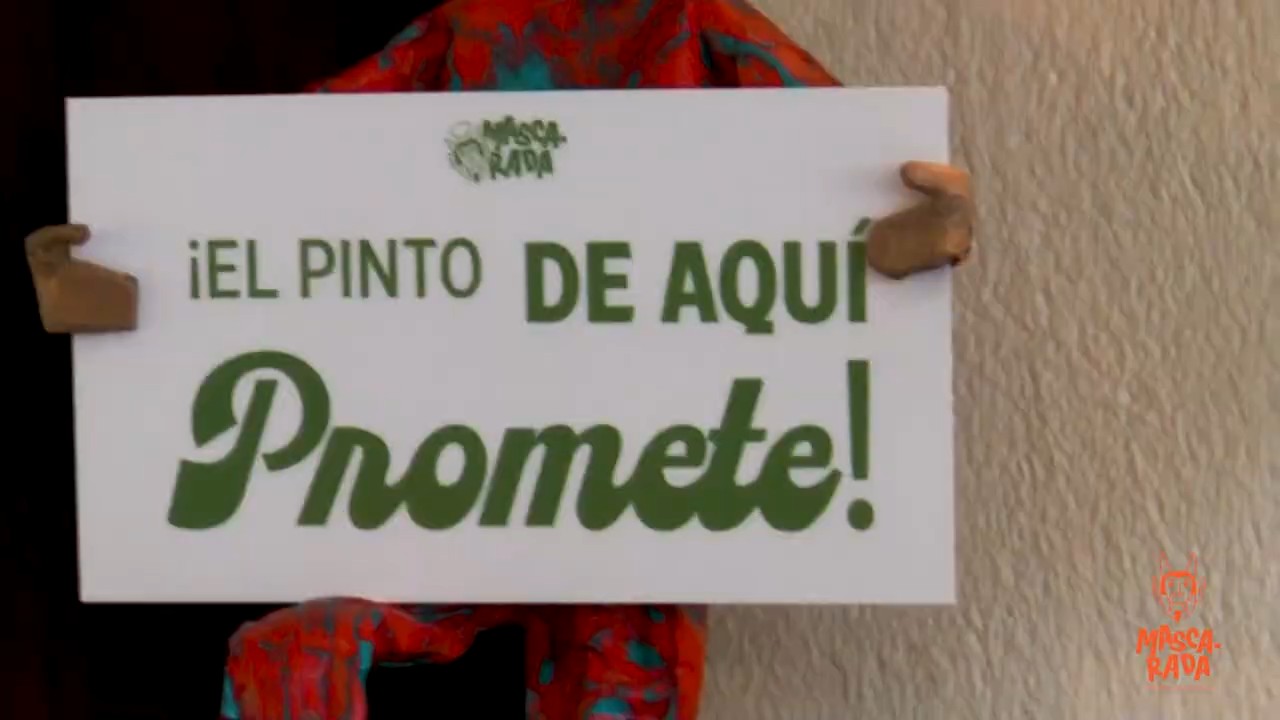 MASCA-
RADA
¡EL PINTO DE AQUÍ
Promete!
MASCA-
RADA